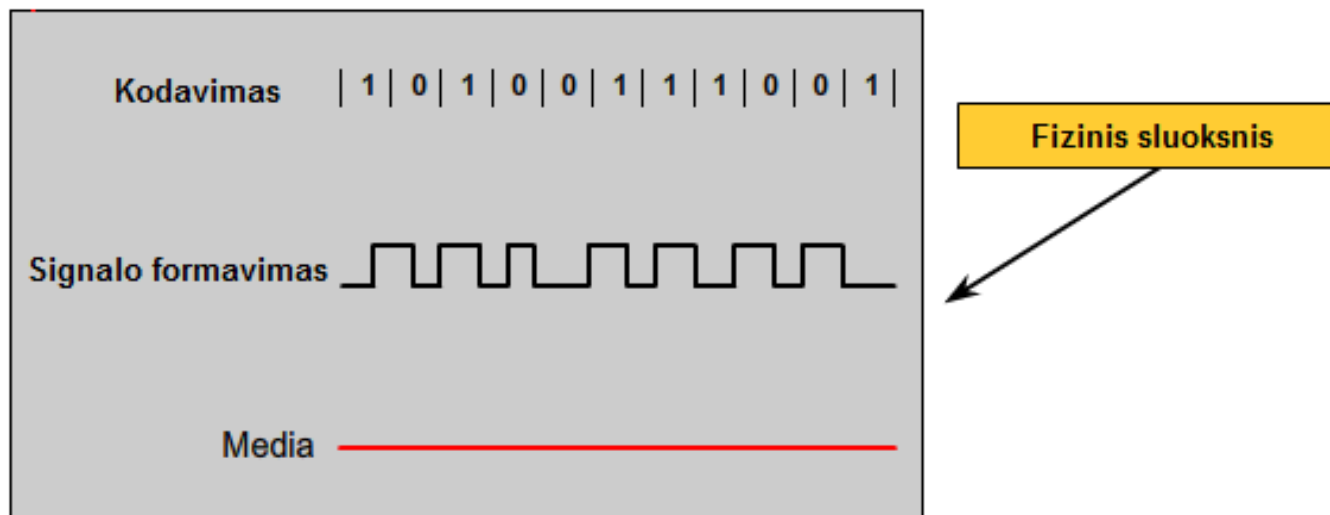 Kodavimas | 1 | 0 | 1 | 0 | 0 | 1 | 1 | 1 | 0 | 0 | 1 |
Fizinis sluoksnis
Signalo formavimas
Media